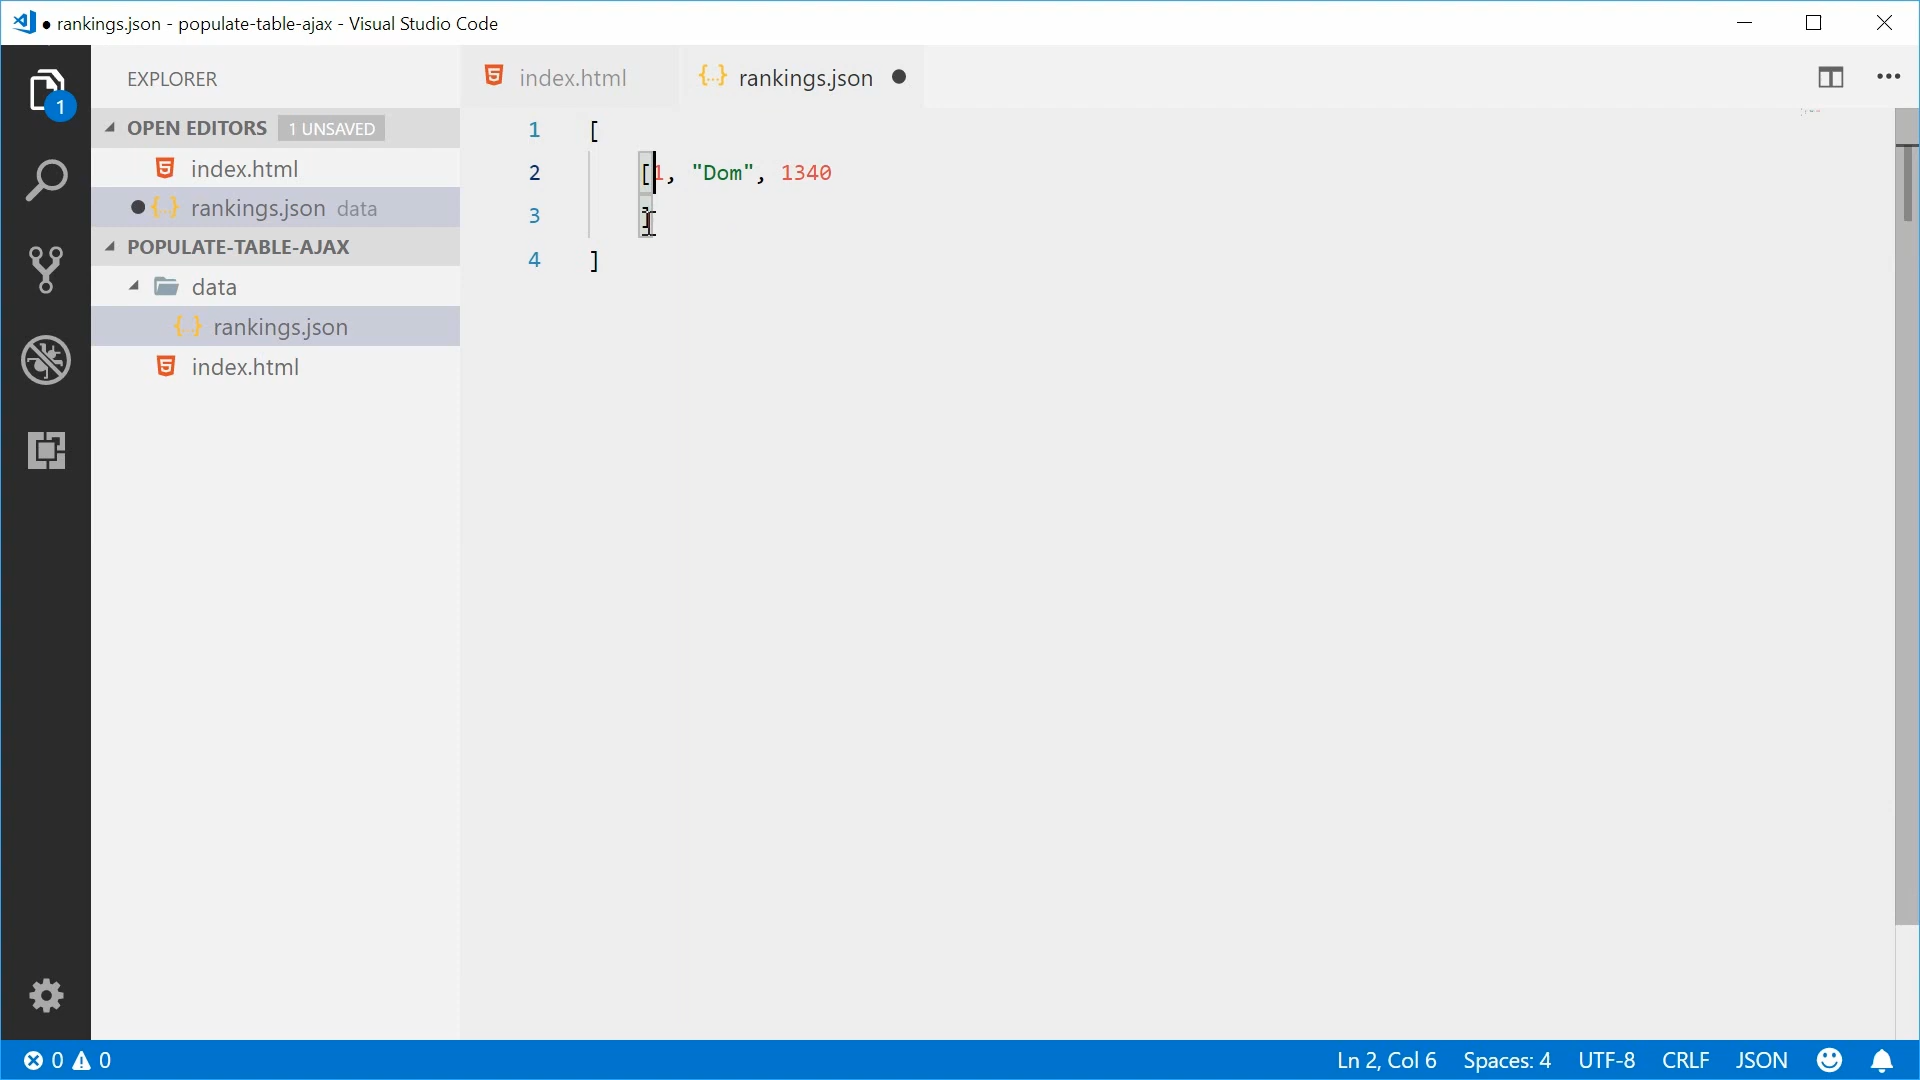 ● rankings.json - populate-table-ajax - Visual Studio Code
1
EXPLORER
OPEN EDITORS 1 UNSAVED
index.html
rankings.json data
POPULATE-TABLE-AJAX
data
rankings.json
index.html
index.html
rankings.json
1 [
2 [1, "Dom", 1340
3 ]
4 ]
0 0
Ln 2, Col 6 Spaces: 4 UTF-8 CRLF JSON